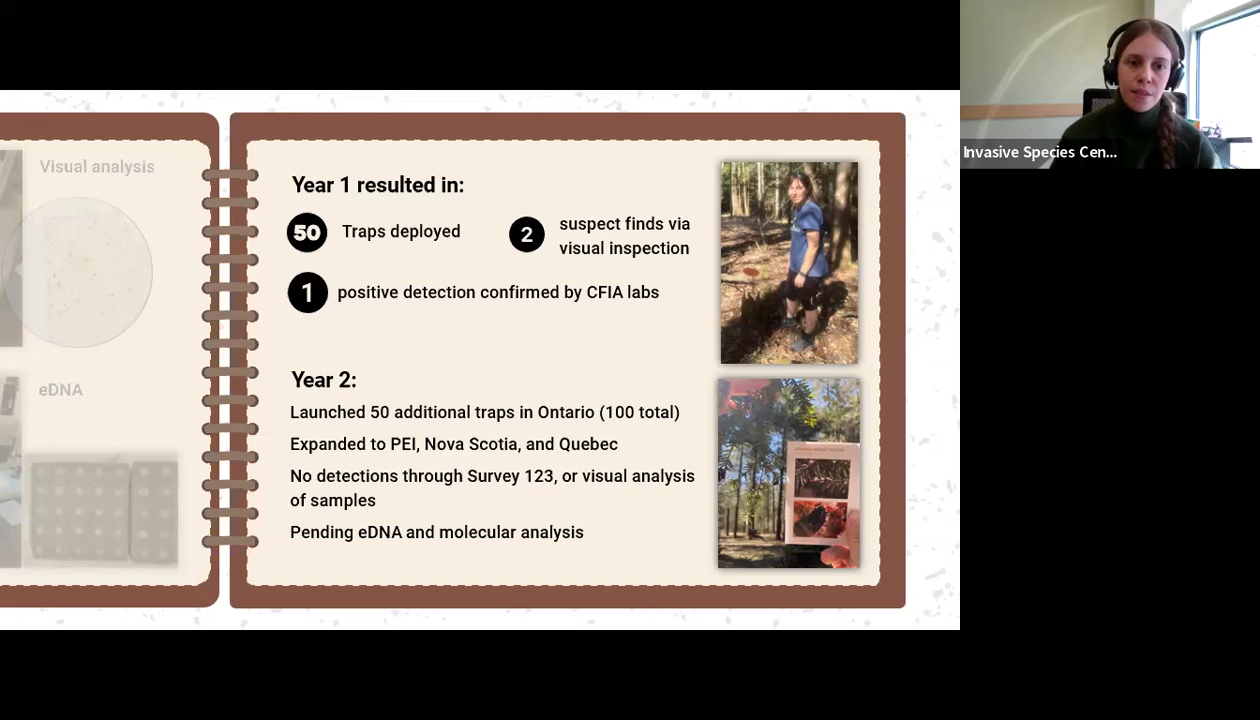 Visual analysis
eDNA
Year 1 resulted in:
50 Traps deployed
2 suspect finds via
visual inspection
1 positive detection confirmed by CFIA labs
Year 2:
Launched 50 additional traps in Ontario (100 total)
Expanded to PEI, Nova Scotia, and Quebec
No detections through Survey 123, or visual analysis
of samples
Pending eDNA and molecular analysis
Invasive Species Cen...